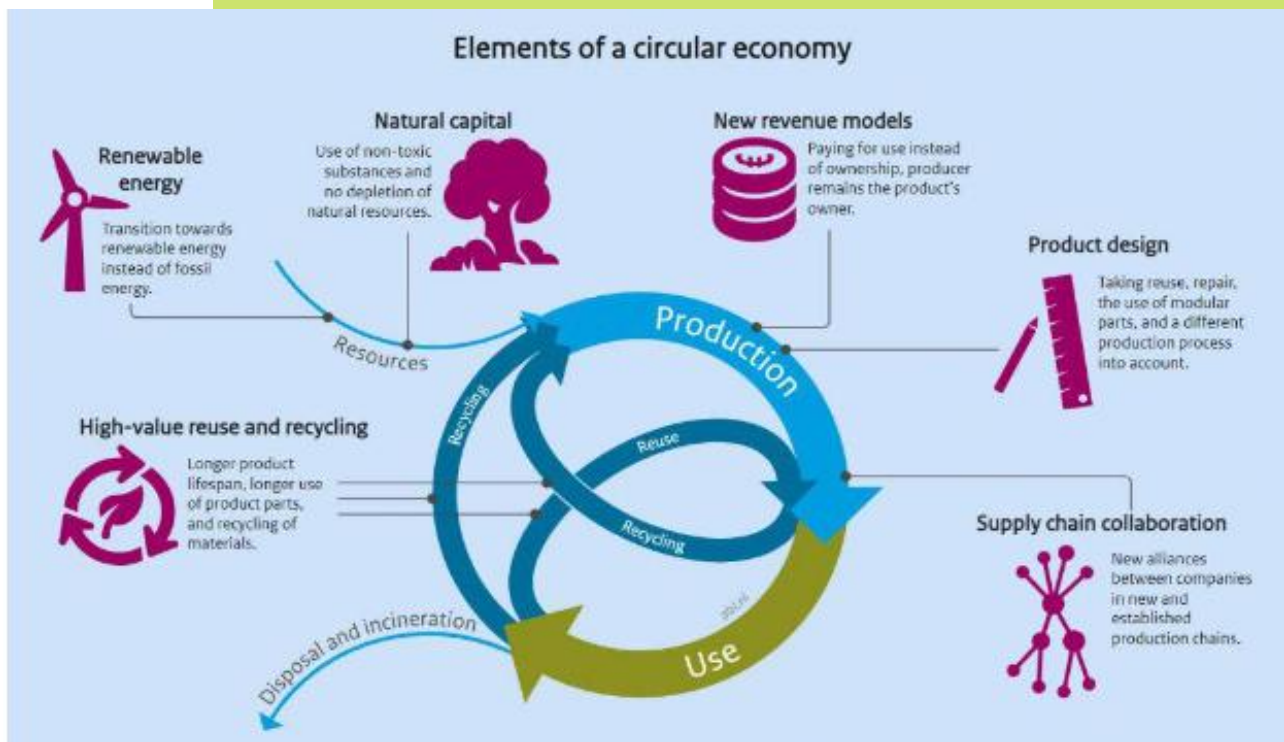 Elements of a circular economy
Natural capital
Use of non-toxic
substances and
no depletion of
natural resources.
New revenue models
Paying for use instead
of ownership, producer
remains the product's
owner.
Renewable
energy
Transition towards
renewable energy
instead of fossil
energy.
Product design
Taking reuse, repair,
the use of modular
parts, and a different
production process
into account.
Resources
Production
High-value reuse and recycling
Longer product
lifespan, longer use
of product parts,
and recycling of
materials.
Recycling
Reuse
Recycling
Supply chain collaboration
New alliances
between companies
in new and
established
production chains.
Use
Disposal and incineration